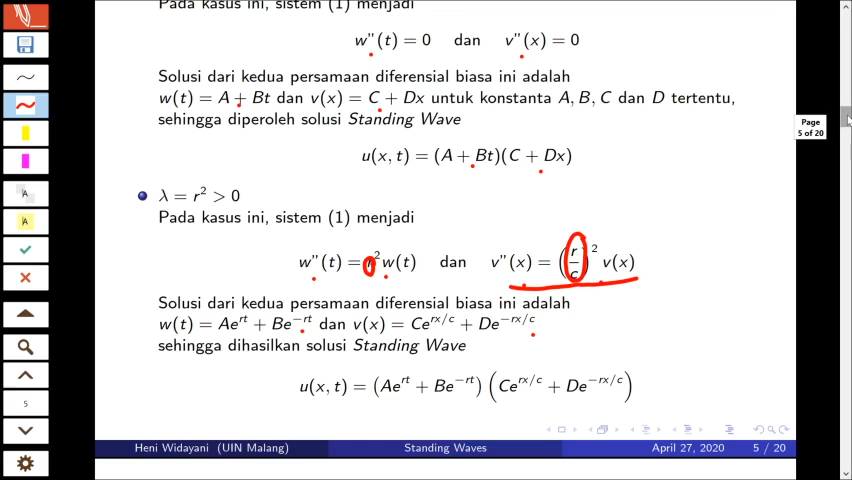 Pada kasus ini, sistem (1) menjadi
w"(t) = 0 dan v"(x) = 0
Solusi dari kedua persamaan diferensial biasa ini adalah
w(t) = A + Bt dan v(x) = C + Dx untuk konstanta A, B, C dan D tertentu,
sehingga diperoleh solusi Standing Wave
u(x, t) = (A + Bt)(C + Dx)
λ = r² > 0
Pada kasus ini, sistem (1) menjadi
w"(t) = r²w(t) dan v"(x) = (r/c)² v(x)
Solusi dari kedua persamaan diferensial biasa ini adalah
w(t) = Ae^{rt} + Be^{−rt} dan v(x) = Ce^{rx/c} + De^{−rx/c}
sehingga dihasilkan solusi Standing Wave
u(x, t) = (Ae^{rt} + Be^{−rt}) (Ce^{rx/c} + De^{−rx/c})
Heni Widayani (UIN Malang) Standing Waves April 27, 2020 5 / 20
Page
5 of 20
A
A
5